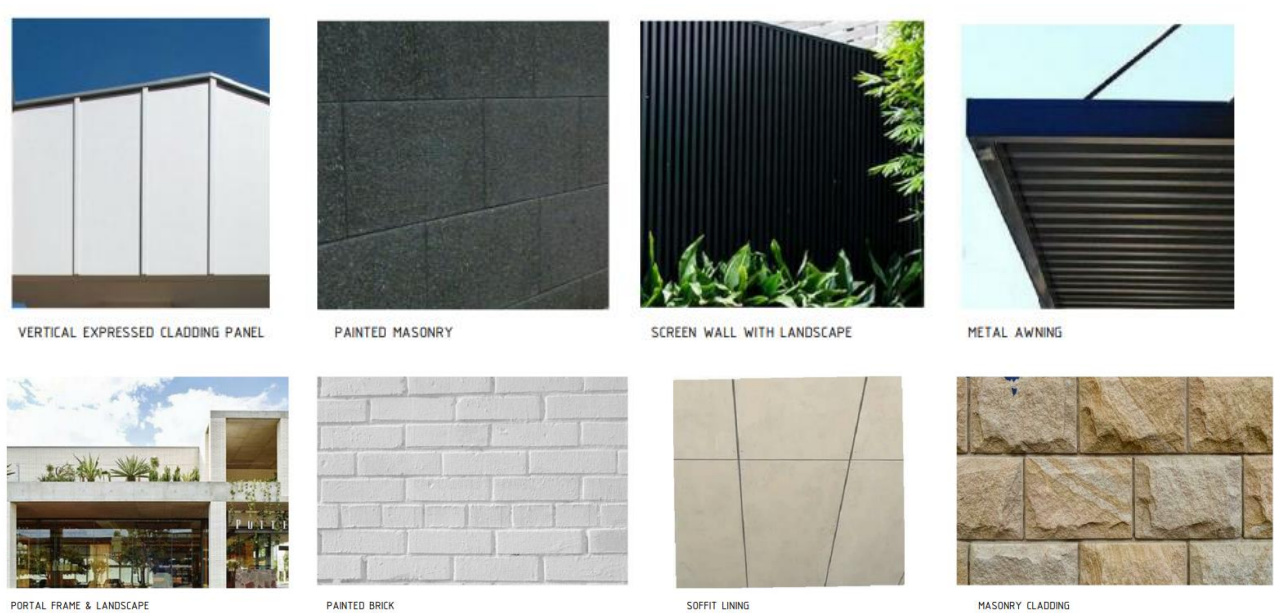 VERTICAL EXPRESSED CLADDING PANEL
PAINTED MASONRY
SCREEN WALL WITH LANDSCAPE
METAL AWNING
PUTTE
PORTAL FRAME & LANDSCAPE
PAINTED BRICK
SOFFIT LINING
MASONRY CLADDING